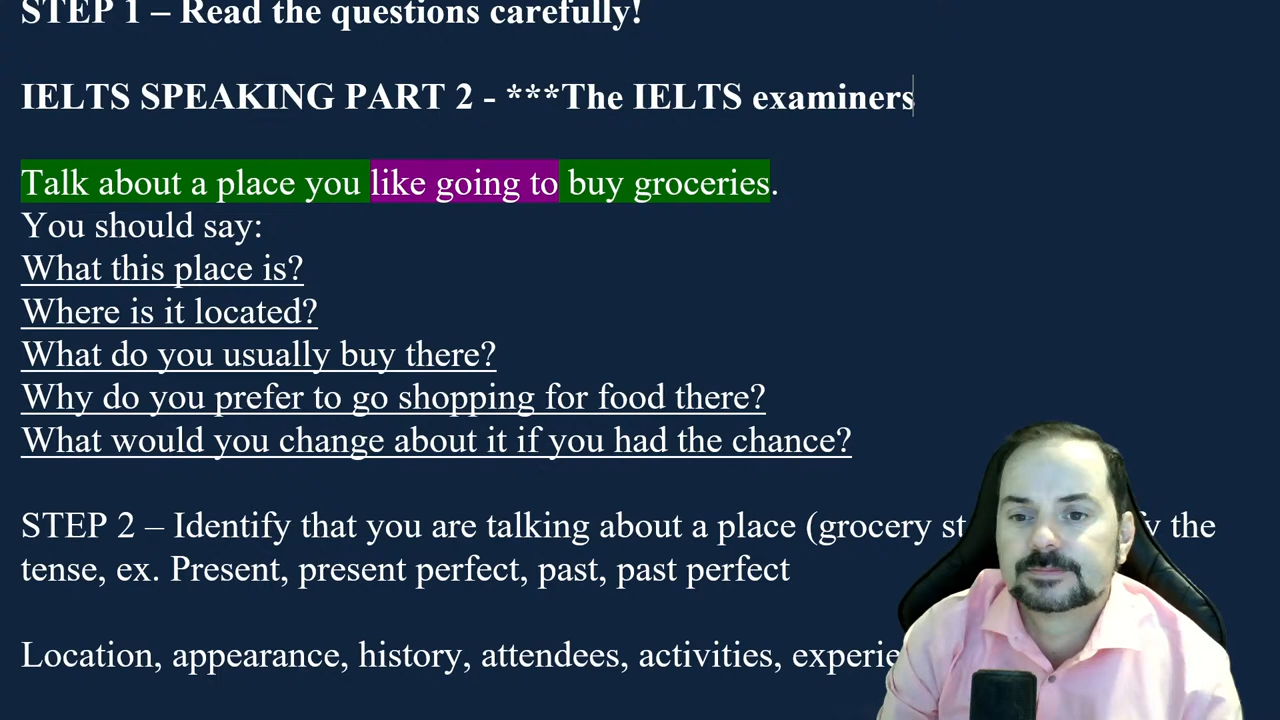 STEP 1 – Read the questions carefully!
IELTS SPEAKING PART 2 - ***The IELTS examiners
Talk about a place you like going to buy groceries.
You should say:
What this place is?
Where is it located?
What do you usually buy there?
Why do you prefer to go shopping for food there?
What would you change about it if you had the chance?
STEP 2 – Identify that you are talking about a place (grocery the
tense, ex. Present, present perfect, past, past perfect
Location, appearance, history, attendees, activities,